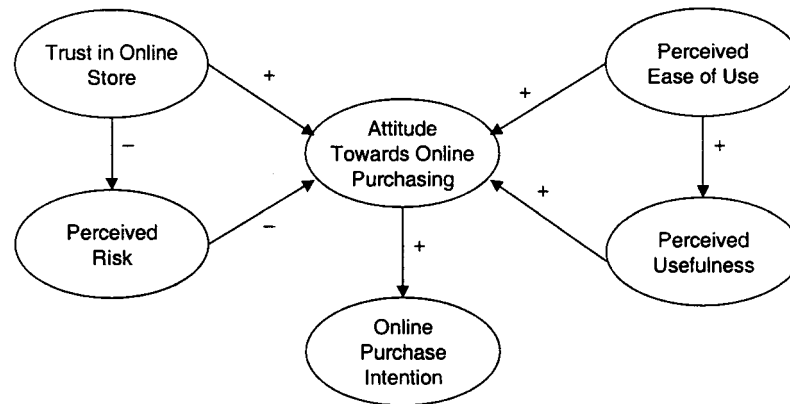 Trust in Online
Store
+
Perceived
Ease of Use
+
–
Attitude
Towards Online
Purchasing
+
Perceived
Risk
–
+
+
Perceived
Usefulness
Online
Purchase
Intention